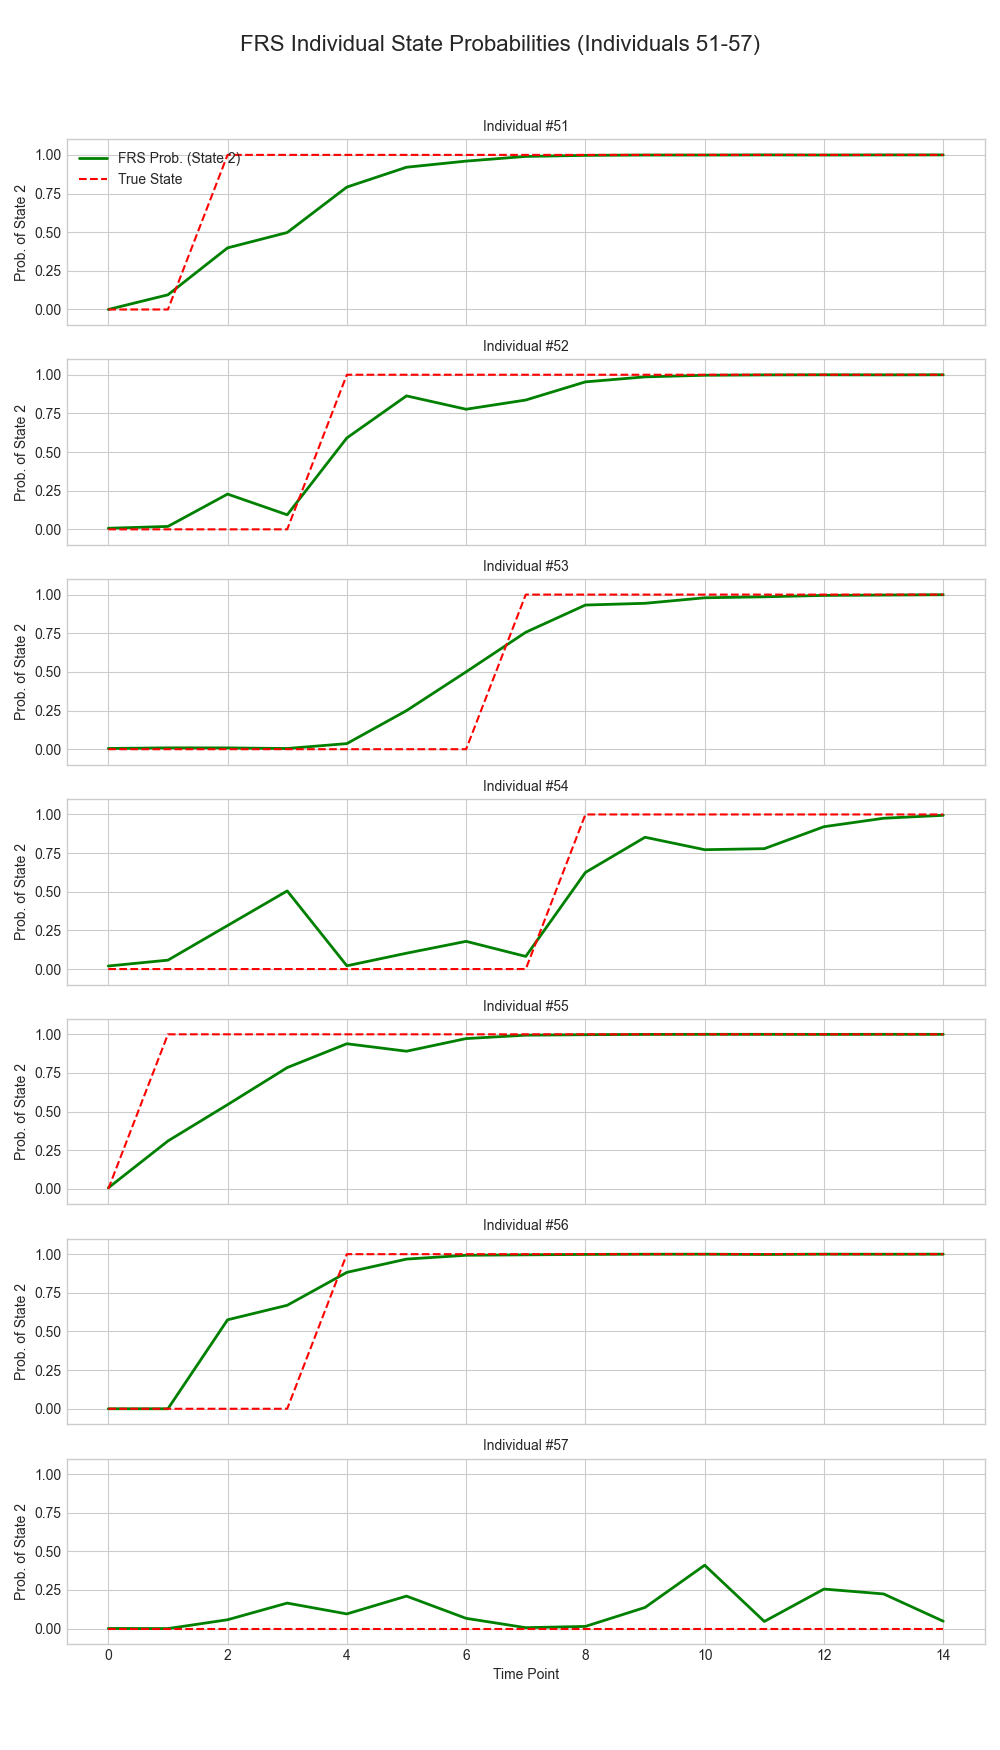 FRS Individual State Probabilities (Individuals 51-57)
Individual #51
1.00
0.75
0.50
0.25
0.00
Prob. of State 2
FRS Prob. (State 2)
True State
Individual #52
1.00
0.75
0.50
0.25
0.00
Prob. of State 2
Individual #53
1.00
0.75
0.50
0.25
0.00
Prob. of State 2
Individual #54
1.00
0.75
0.50
0.25
0.00
Prob. of State 2
Individual #55
1.00
0.75
0.50
0.25
0.00
Prob. of State 2
Individual #56
1.00
0.75
0.50
0.25
0.00
Prob. of State 2
Individual #57
1.00
0.75
0.50
0.25
0.00
Prob. of State 2
0 2 4 6 8 10 12 14
Time Point